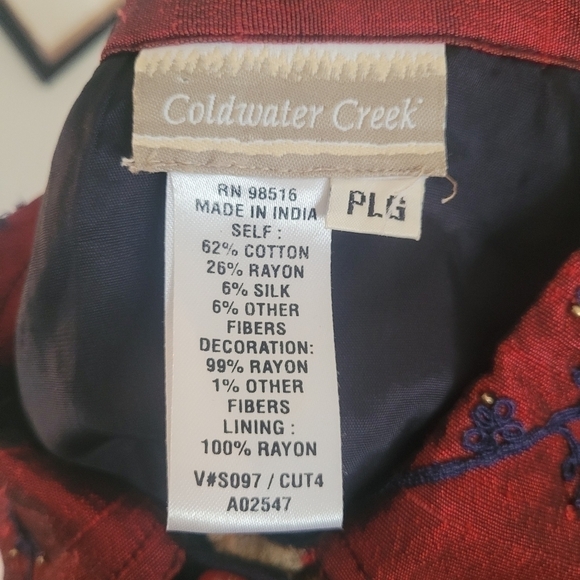 Coldwater Creek
PLG
RN 98516
MADE IN INDIA
SELF :
62% COTTON
26% RAYON
6% SILK
6% OTHER
FIBERS
DECORATION:
99% RAYON
1% OTHER
FIBERS
LINING :
100% RAYON
V#S097 / CUT4
A02547